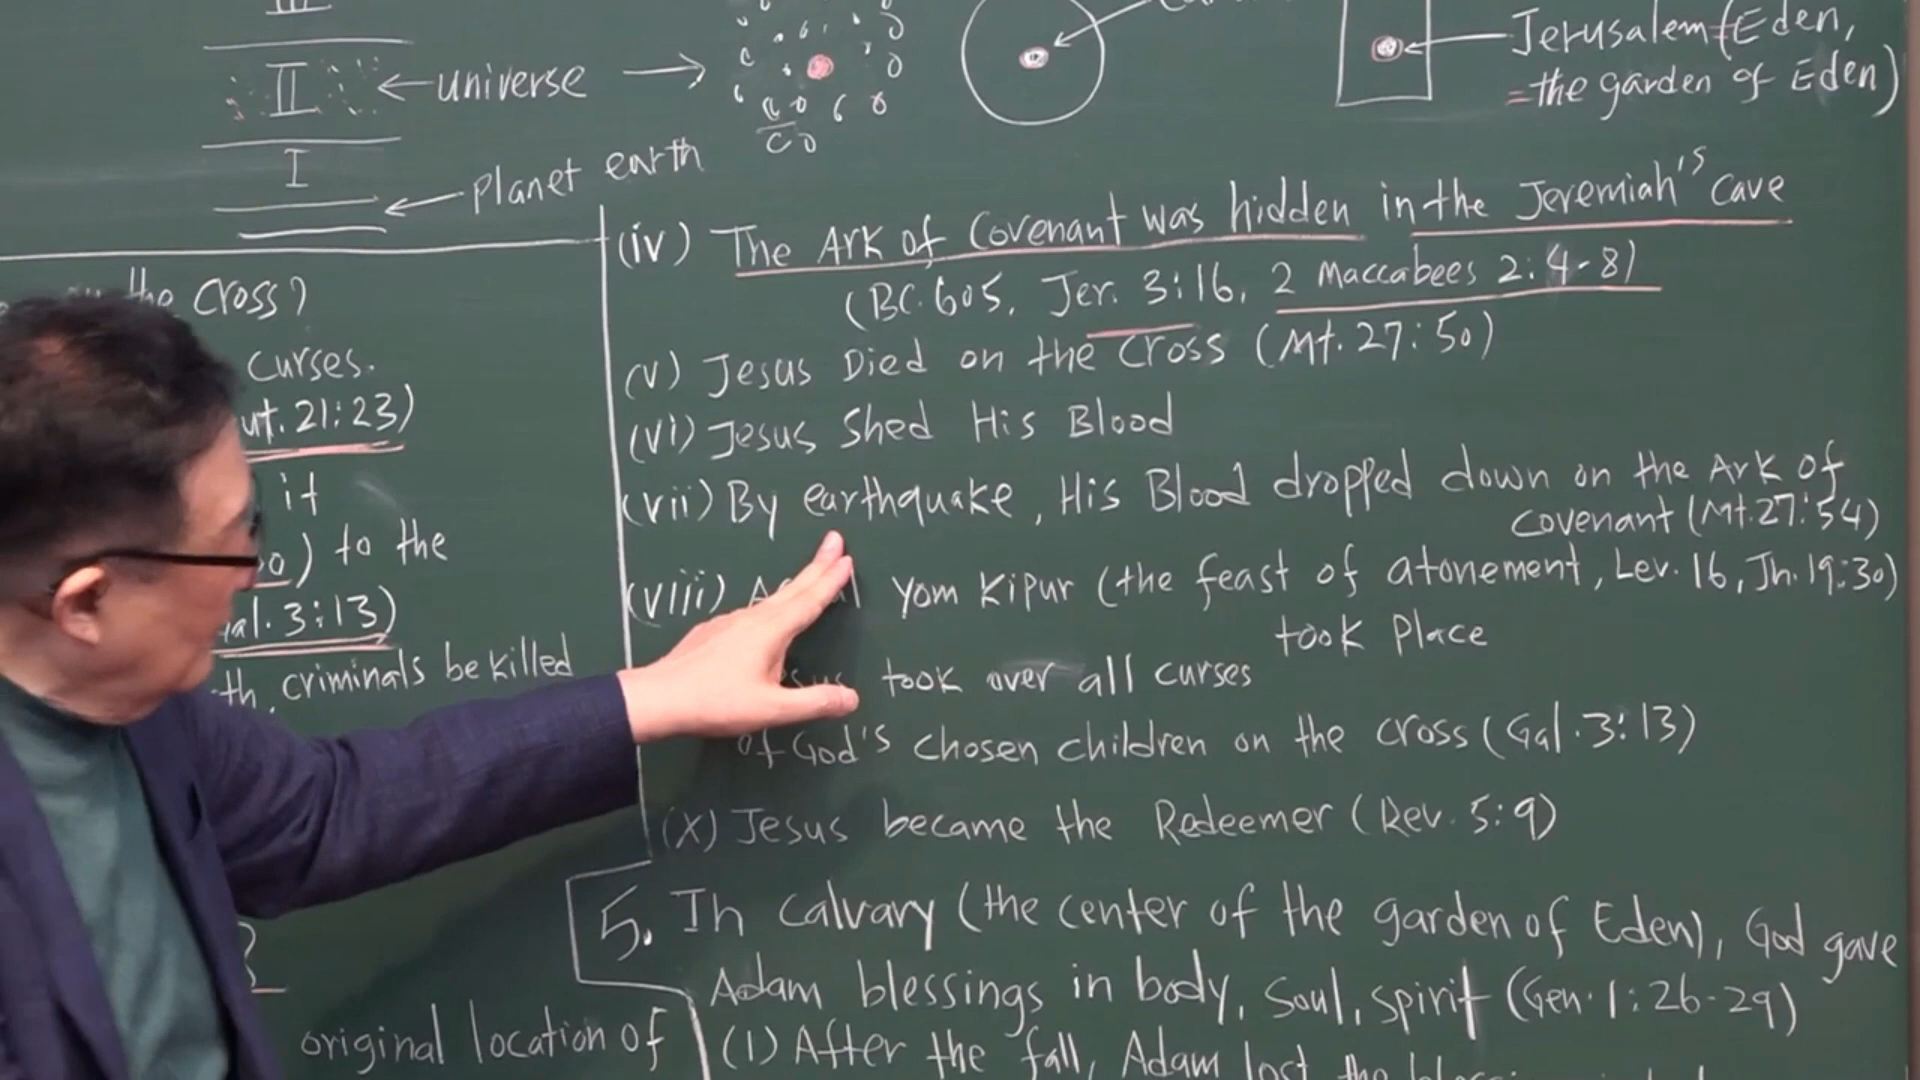 III
II
universe
I
planet earth
Jerusalem (Eden,
=the garden of Eden)
the Cross?
curses.
ut. 21:23)
it
to the
al. 3:13)
th, criminals be killed
original location of
(iv) The Ark of Covenant was hidden in the Jeremiah's cave
(BC.605, Jer. 3:16, 2 Maccabees 2:4-8)
(v) Jesus Died on the Cross (Mt. 27:50)
(vi) Jesus Shed His Blood
(vii) By earthquake, His Blood dropped down on the Ark of
Covenant (Mt.27:54)
(viii) Yom Kipur (the feast of atonement, Lev. 16, Jn. 19:30)
took place
took over all curses
of God's chosen children on the cross (Gal. 3:13)
(X) Jesus became the Redeemer (Rev. 5:9)
5. In Calvary (the center of the garden of Eden), God gave
Adam blessings in body, Soul, spirit (Gen. 1:26-29)
(1) After the fall, Adam lost the